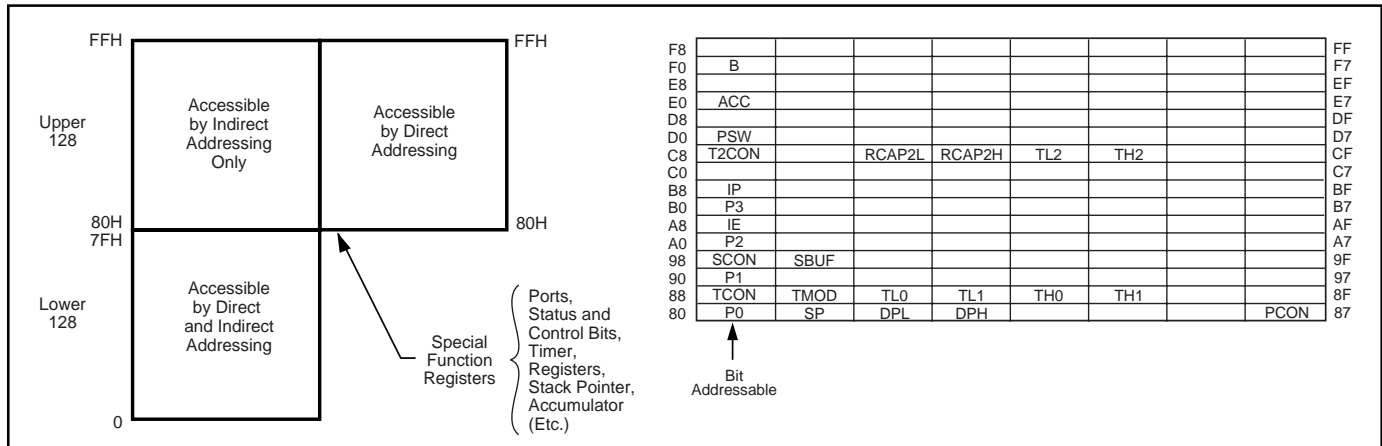 FFH
FFH
Upper
128
Accessible
by Indirect
Addressing
Only
Accessible
by Direct
Addressing
80H
7FH
80H
Lower
128
Accessible
by Direct
and Indirect
Addressing
0
Special
Function
Registers
Ports,
Status and
Control Bits,
Timer,
Registers,
Stack Pointer,
Accumulator
(Etc.)
F8 FF
F0 B F7
E8 EF
E0 ACC E7
D8 DF
D0 PSW D7
C8 T2CON RCAP2L RCAP2H TL2 TH2 CF
C0 C7
B8 IP BF
B0 P3 B7
A8 IE AF
A0 P2 A7
98 SCON SBUF 9F
90 P1 97
88 TCON TMOD TL0 TL1 TH0 TH1 8F
80 P0 SP DPL DPH PCON 87
Bit
Addressable